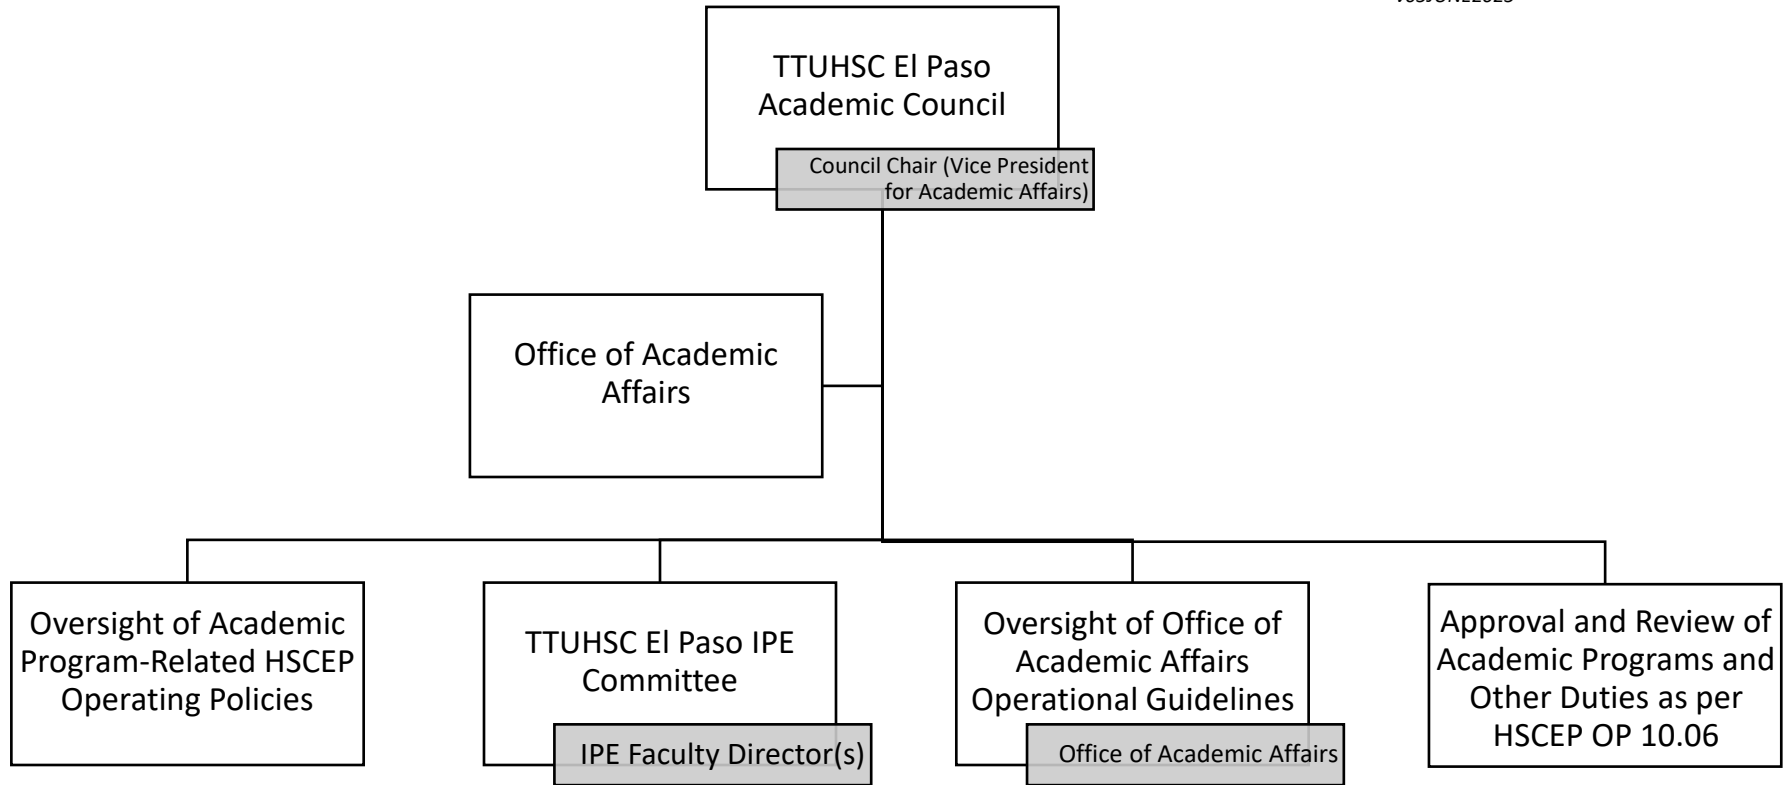 TTUHSC El Paso
Academic Council
Council Chair (Vice President
for Academic Affairs)
Office of Academic
Affairs
Oversight of Academic
Program-Related HSCEP
Operating Policies
TTUHSC El Paso IPE
Committee
IPE Faculty Director(s)
Oversight of Office of
Academic Affairs
Operational Guidelines
Office of Academic Affairs
Approval and Review of
Academic Programs and
Other Duties as per
HSCEP OP 10.06